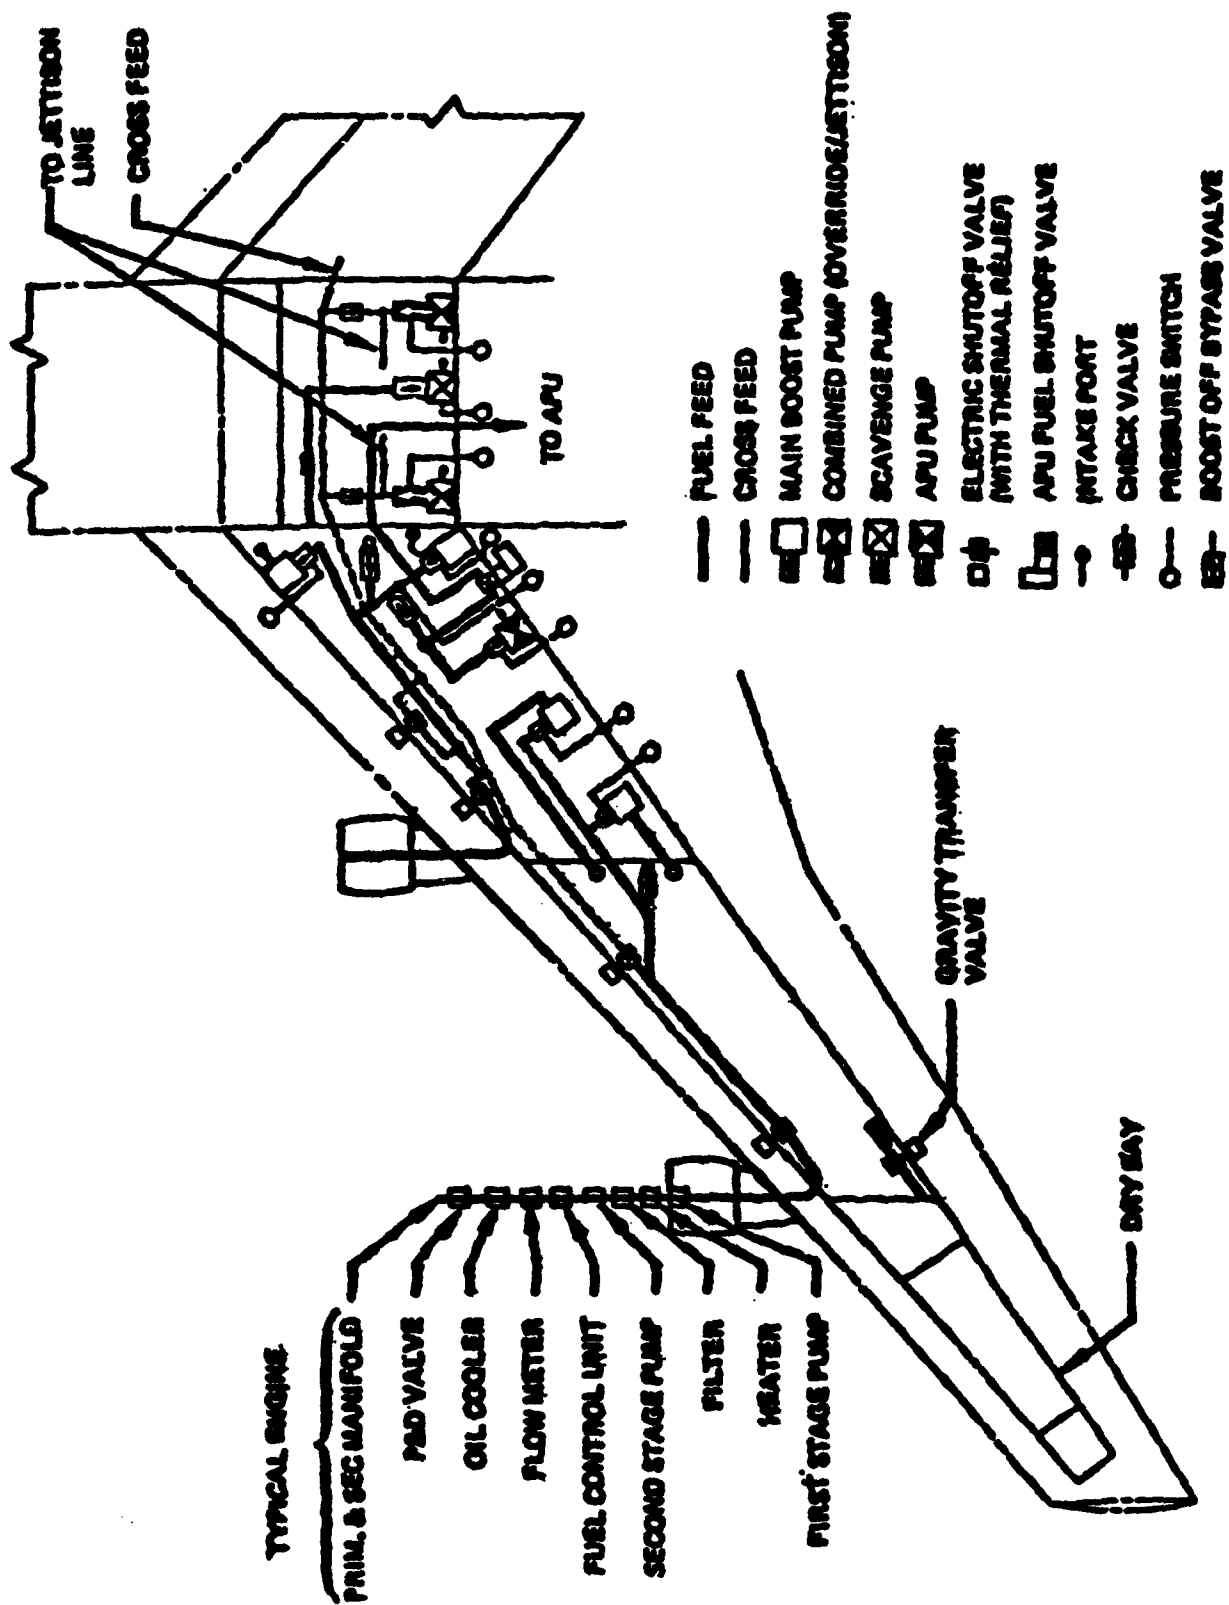 TO JETTISON
LINE
CROSS FEED
TO APU
FUEL FEED
CROSS FEED
MAIN BOOST PUMP
COMBINED PUMP (OVERRIDE/JETTISON)
SCAVENGE PUMP
APU PUMP
ELECTRIC SHUTOFF VALVE
(WITH THERMAL RELIEF)
APU FUEL SHUTOFF VALVE
INTAKE PORT
CHECK VALVE
PRESSURE SWITCH
BOOST OFF BYPASS VALVE
GRAVITY TRANSFER
VALVE
DRY BAY
TYPICAL ENGINE
PRIM. & SEC MANIFOLD
P&D VALVE
OIL COOLER
FLOW METER
FUEL CONTROL UNIT
SECOND STAGE PUMP
FILTER
HEATER
FIRST STAGE PUMP